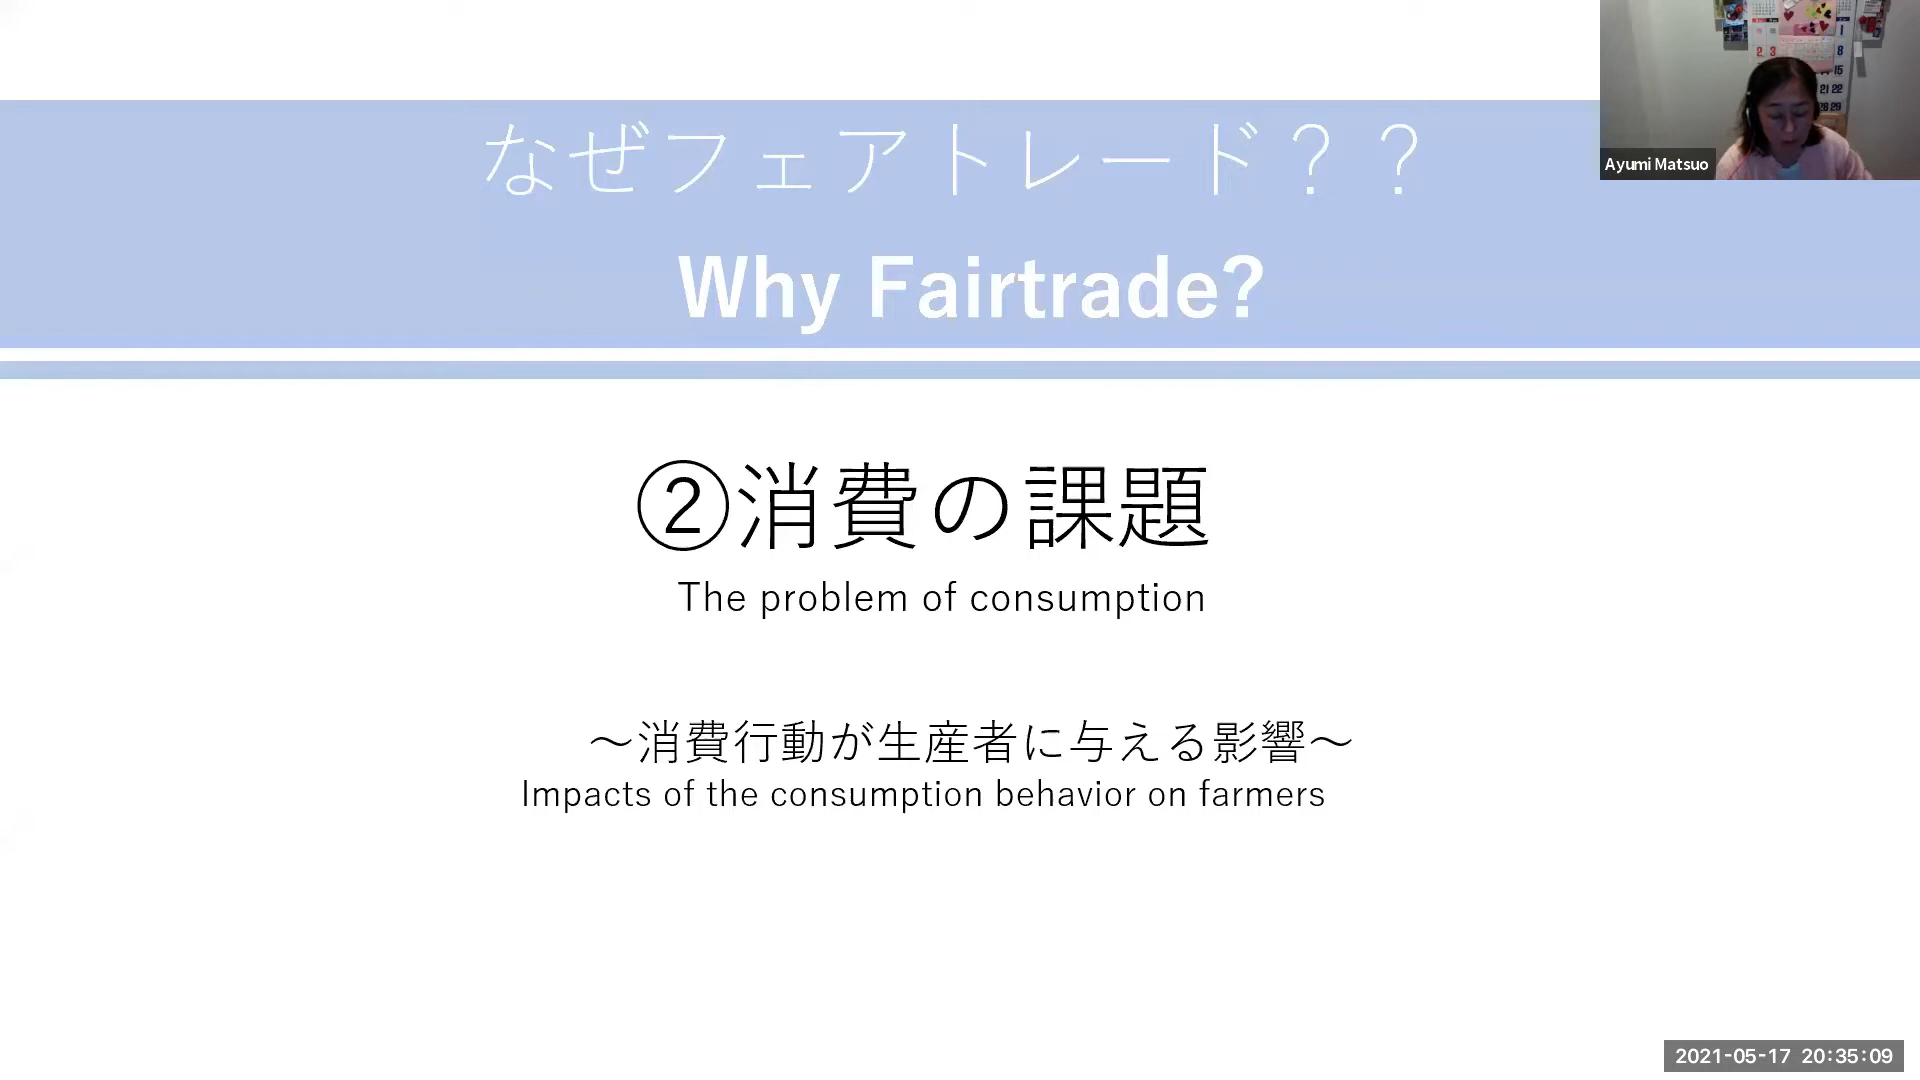 なぜフェアトレード？？
Why Fairtrade?
Ayumi Matsuo
②消費の課題
The problem of consumption
～消費行動が生産者に与える影響～
Impacts of the consumption behavior on farmers
2021-05-17 20:35:09